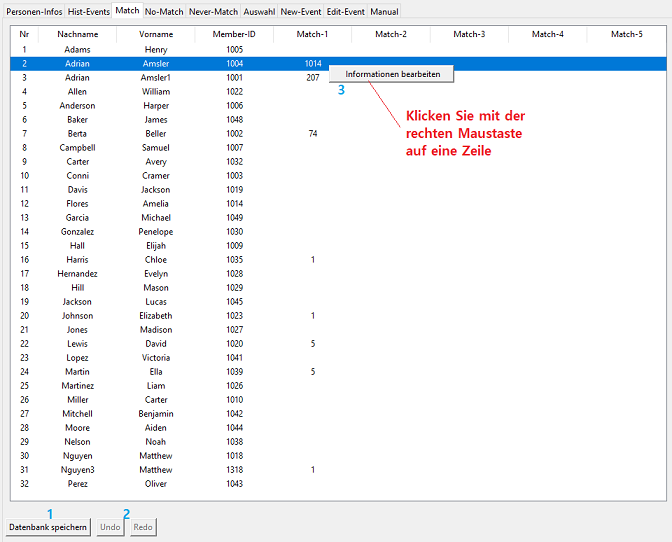 Personen-Infos Hist-Events Match No-Match Never-Match Auswahl New-Event Edit-Event Manual
Nr Nachname Vorname Member-ID Match-1 Match-2 Match-3 Match-4 Match-5
1 Adams Henry 1005
2 Adrian Amsler 1004 1014
3 Adrian Amsler1 1001 207
Informationen bearbeiten
3
Klicken Sie mit der
rechten Maustaste
auf eine Zeile
4 Allen William 1022
5 Anderson Harper 1006
6 Baker James 1048
7 Berta Beller 1002 74
8 Campbell Samuel 1007
9 Carter Avery 1032
10 Conni Cramer 1003
11 Davis Jackson 1019
12 Flores Amelia 1014
13 Garcia Michael 1049
14 Gonzalez Penelope 1030
15 Hall Elijah 1009
16 Harris Chloe 1035 1
17 Hernandez Evelyn 1028
18 Hill Mason 1029
19 Jackson Lucas 1045
20 Johnson Elizabeth 1023 1
21 Jones Madison 1027
22 Lewis David 1020 5
23 Lopez Victoria 1041
24 Martin Ella 1039 5
25 Martinez Liam 1026
26 Miller Carter 1010
27 Mitchell Benjamin 1042
28 Moore Aiden 1044
29 Nelson Noah 1038
30 Nguyen Matthew 1018
31 Nguyen3 Matthew 1318 1
32 Perez Oliver 1043
1 2
Datenbank speichern Undo Redo